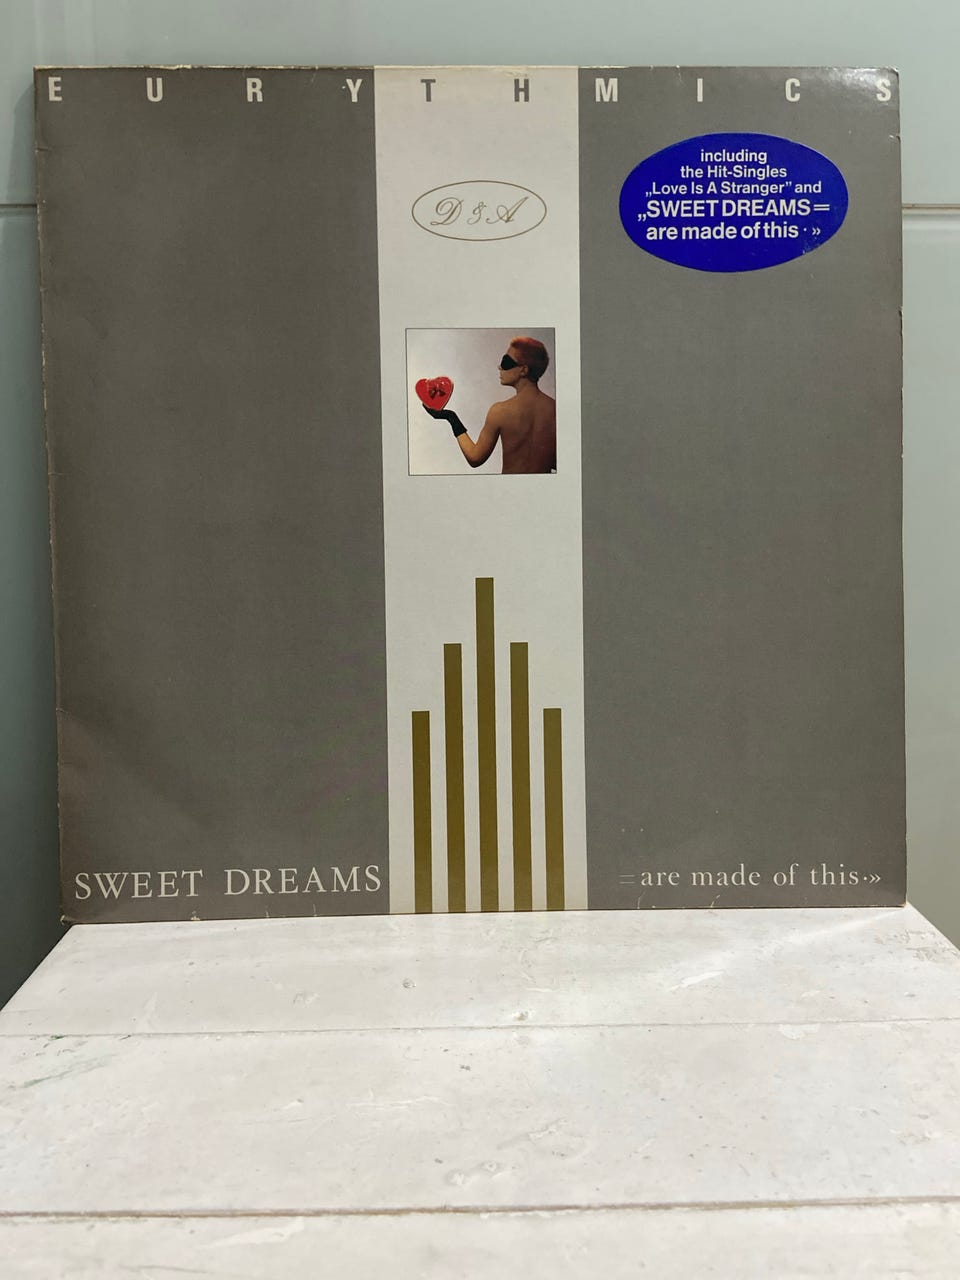 EURYTHMICS
D & A
including
the Hit-Singles
„Love Is A Stranger” and
„SWEET DREAMS=
are made of this · »
SWEET DREAMS
=are made of this·»